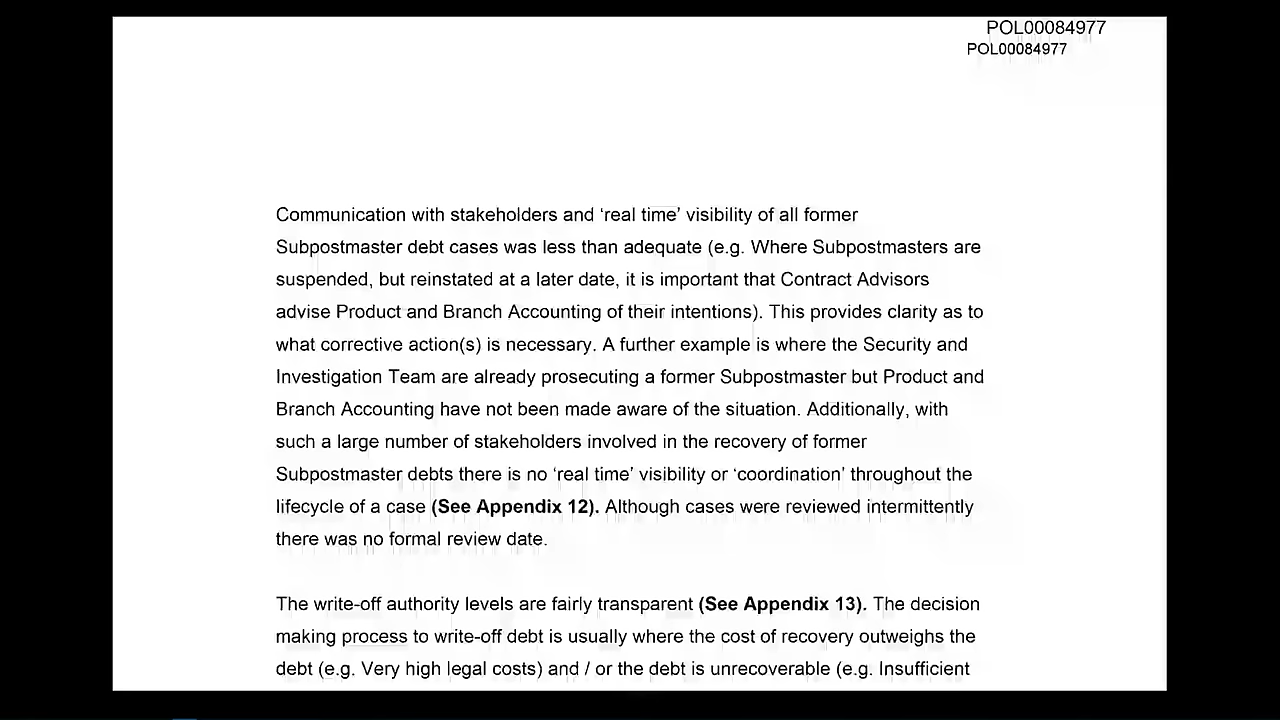 POL00084977
POL00084977
Communication with stakeholders and ‘real time’ visibility of all former
Subpostmaster debt cases was less than adequate (e.g. Where Subpostmasters are
suspended, but reinstated at a later date, it is important that Contract Advisors
advise Product and Branch Accounting of their intentions). This provides clarity as to
what corrective action(s) is necessary. A further example is where the Security and
Investigation Team are already prosecuting a former Subpostmaster but Product and
Branch Accounting have not been made aware of the situation. Additionally, with
such a large number of stakeholders involved in the recovery of former
Subpostmaster debts there is no ‘real time’ visibility or ‘coordination’ throughout the
lifecycle of a case (See Appendix 12). Although cases were reviewed intermittently
there was no formal review date.
The write-off authority levels are fairly transparent (See Appendix 13). The decision
making process to write-off debt is usually where the cost of recovery outweighs the
debt (e.g. Very high legal costs) and / or the debt is unrecoverable (e.g. Insufficient